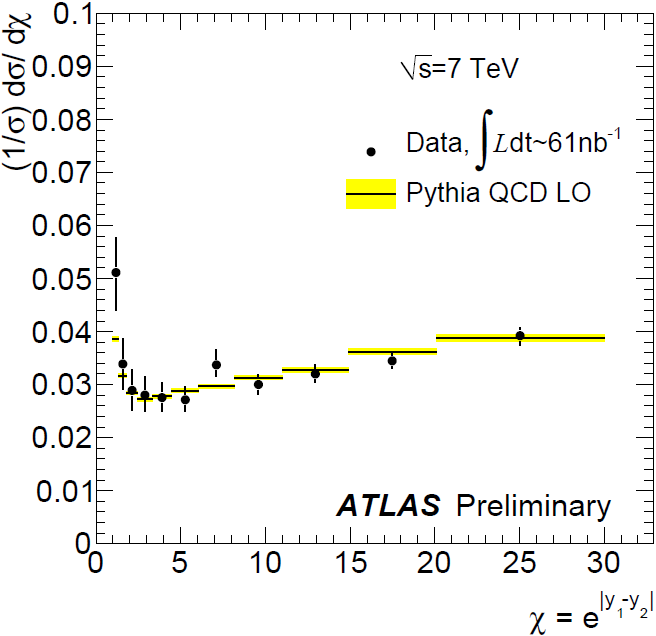 (1/σ) dσ/ dχ
0.1
0.09
0.08
0.07
0.06
0.05
0.04
0.03
0.02
0.01
0
√s=7 TeV
Data, ∫Ldt~61nb⁻¹
Pythia QCD LO
ATLAS Preliminary
0 5 10 15 20 25 30
χ = e^|y₁-y₂|